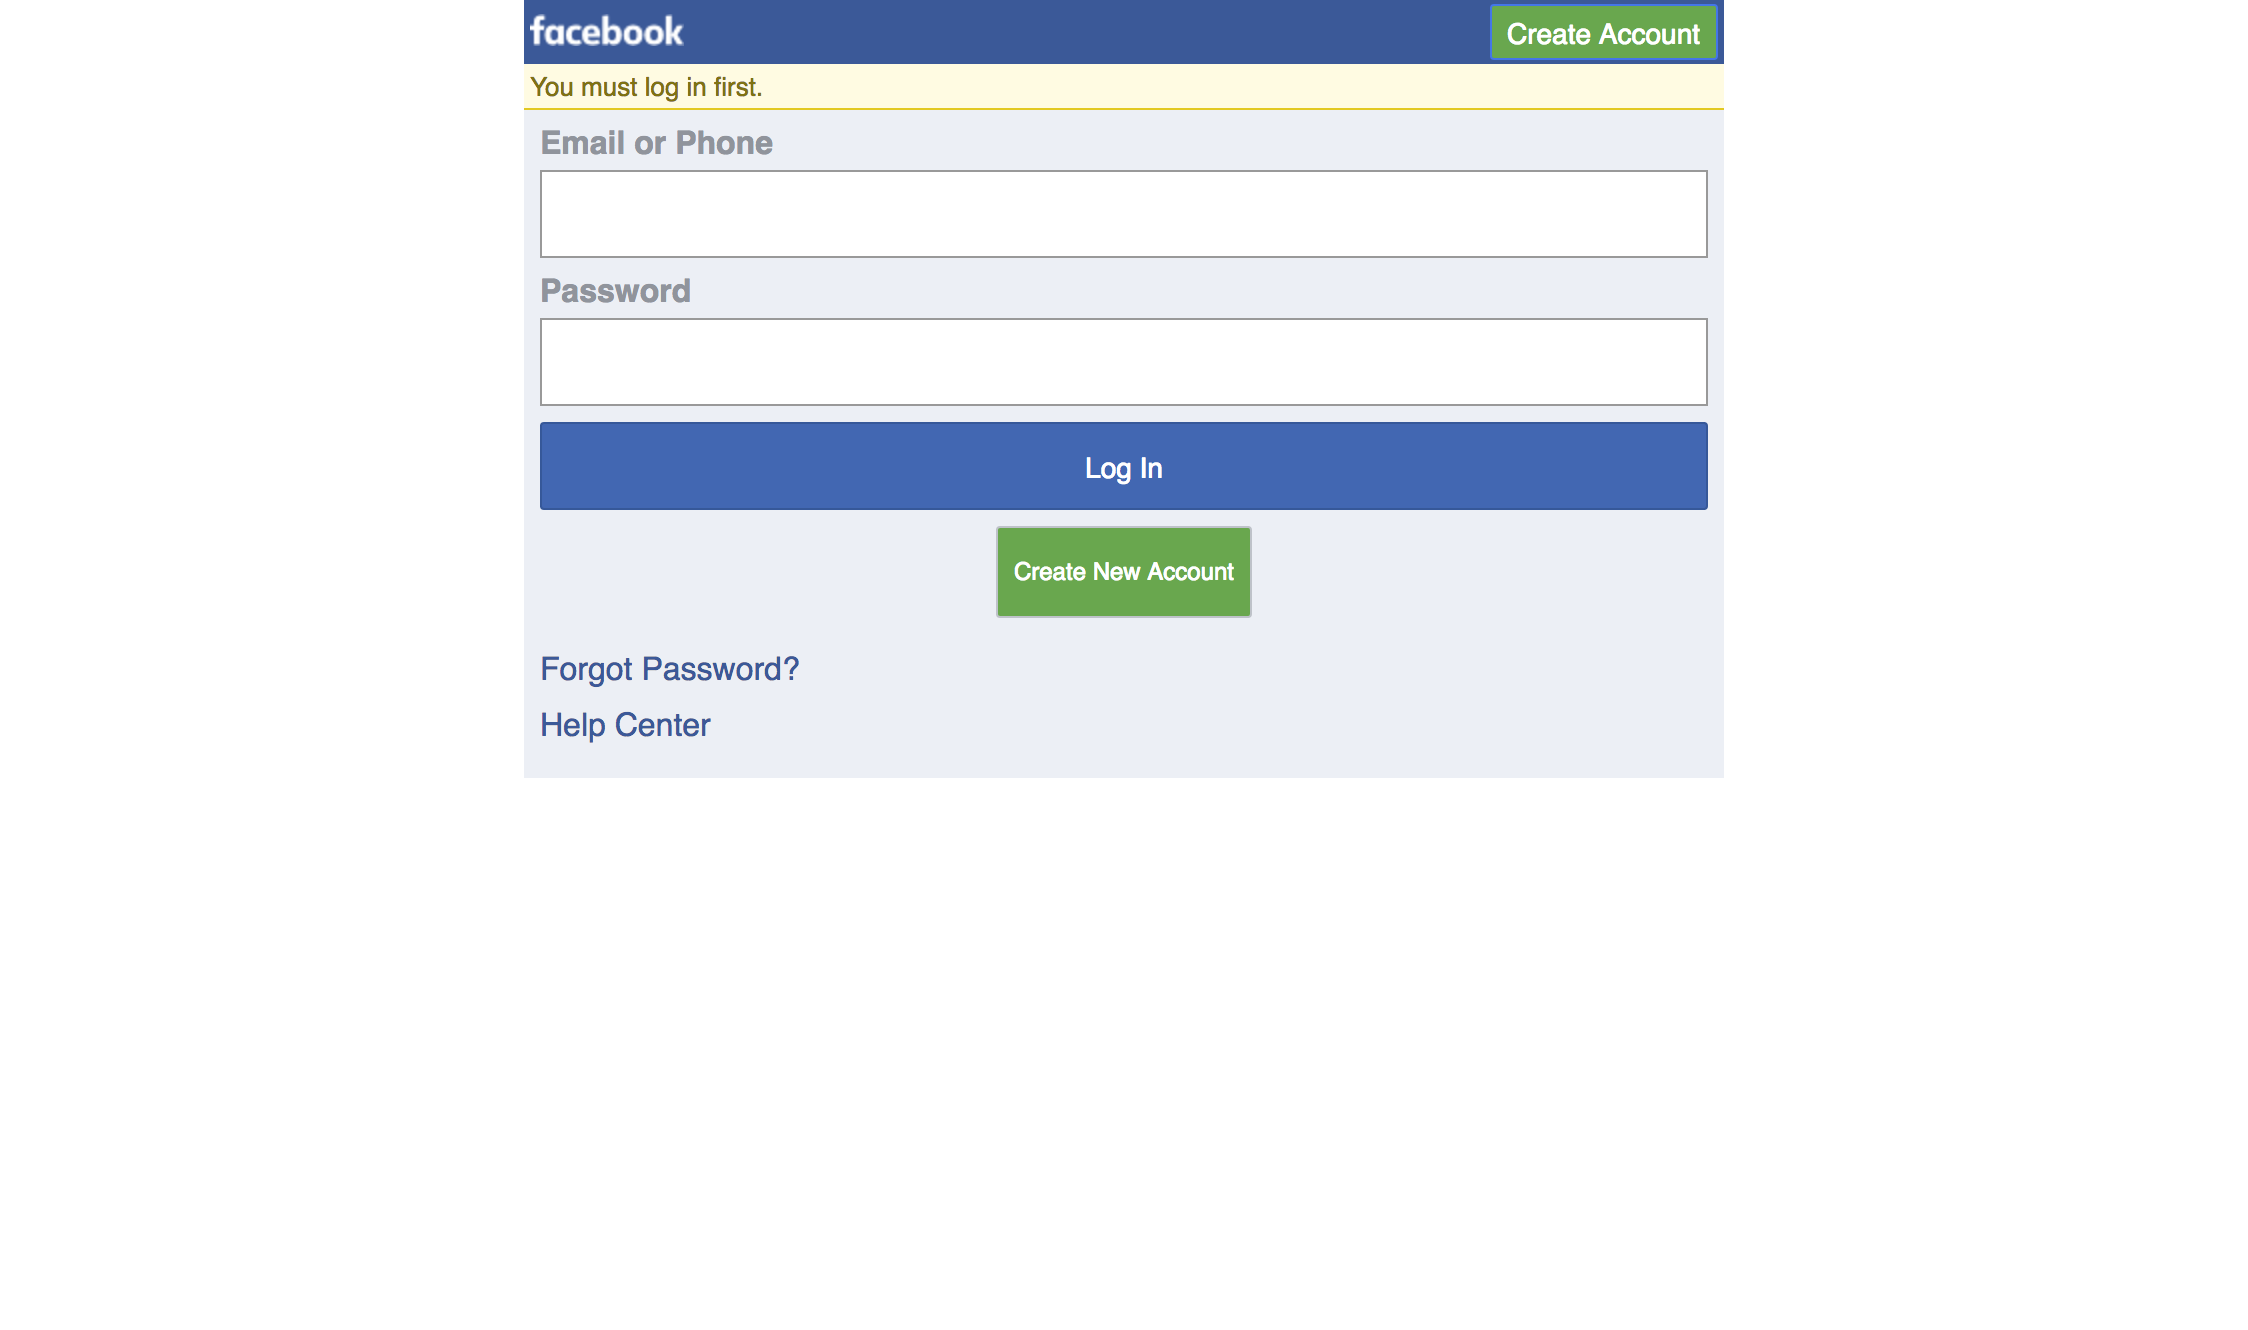 facebook
Create Account
You must log in first.
Email or Phone
Password
Log In
Create New Account
Forgot Password?
Help Center